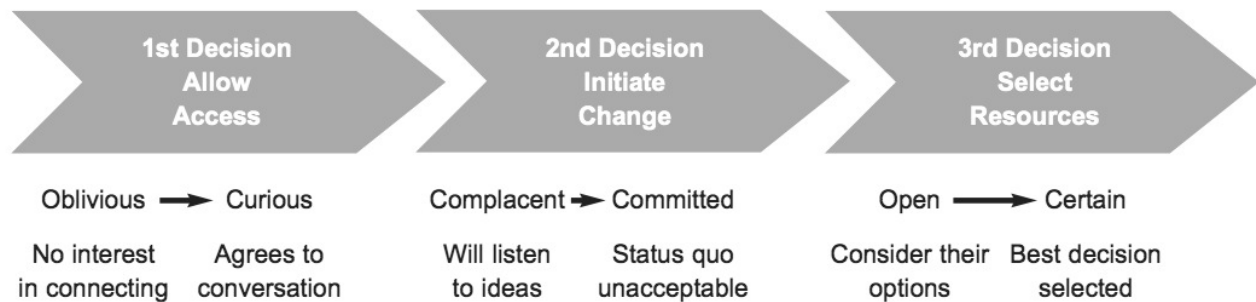 1st Decision
Allow
Access
2nd Decision
Initiate
Change
3rd Decision
Select
Resources
Oblivious Curious
Complacent Committed
Open Certain
No interest
in connecting
Agrees to
conversation
Will listen
to ideas
Status quo
unacceptable
Consider their
options
Best decision
selected